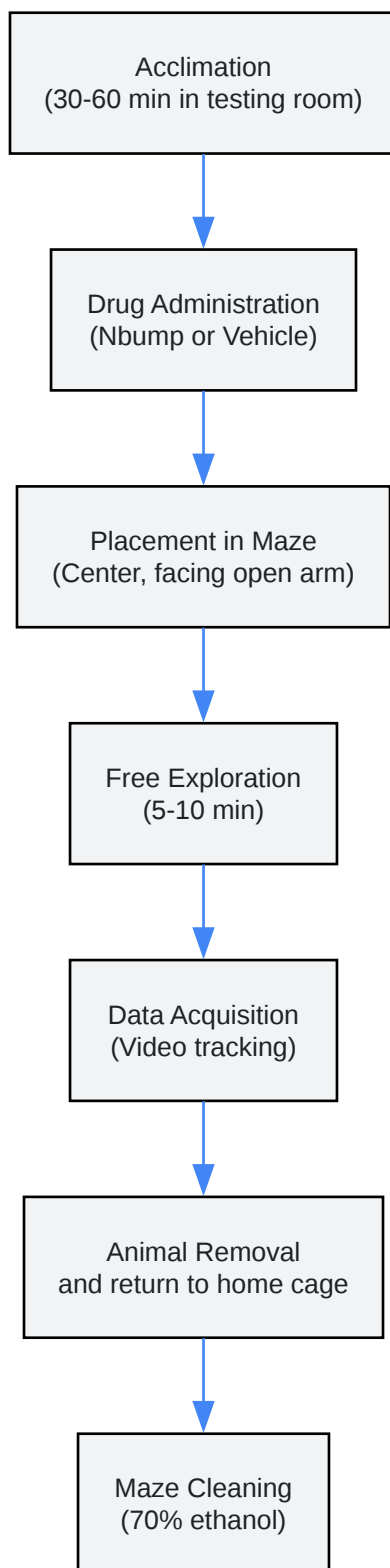 Acclimation
(30-60 min in testing room)
Drug Administration
(Nbump or Vehicle)
Placement in Maze
(Center, facing open arm)
Free Exploration
(5-10 min)
Data Acquisition
(Video tracking)
Animal Removal
and return to home cage
Maze Cleaning
(70% ethanol)